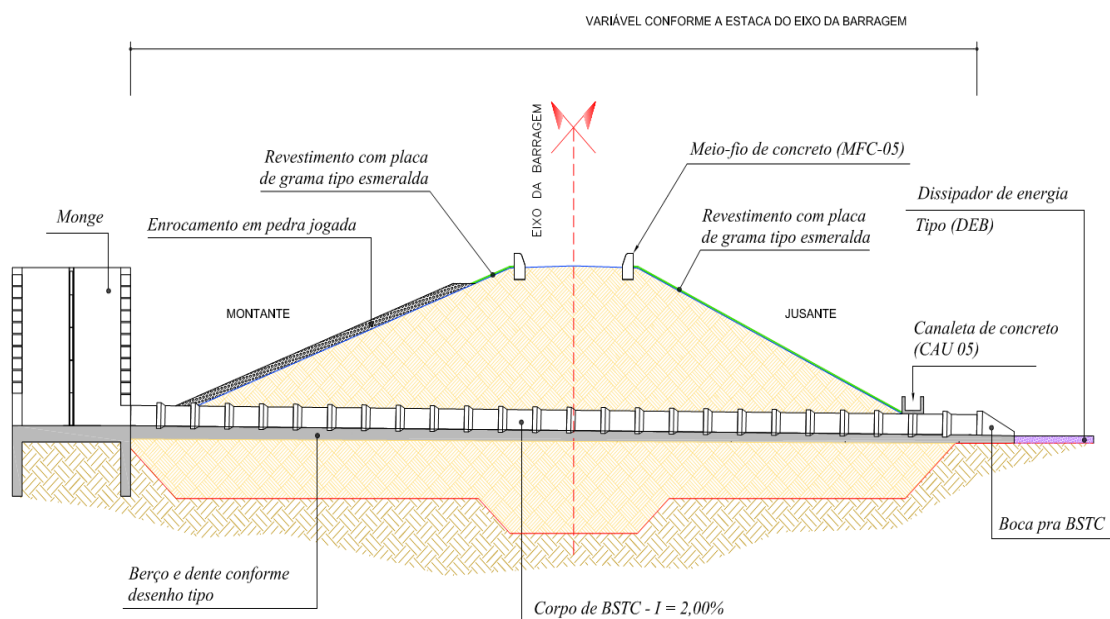 VARIÁVEL CONFORME A ESTACA DO EIXO DA BARRAGEM
EIXO DA BARRAGEM
Revestimento com placa
de grama tipo esmeralda
Meio-fio de concreto (MFC-05)
Monge
Enrocamento em pedra jogada
Revestimento com placa
de grama tipo esmeralda
Dissipador de energia
Tipo (DEB)
MONTANTE
JUSANTE
Canaleta de concreto
(CAU 05)
Boca pra BSTC
Berço e dente conforme
desenho tipo
Corpo de BSTC - I = 2,00%